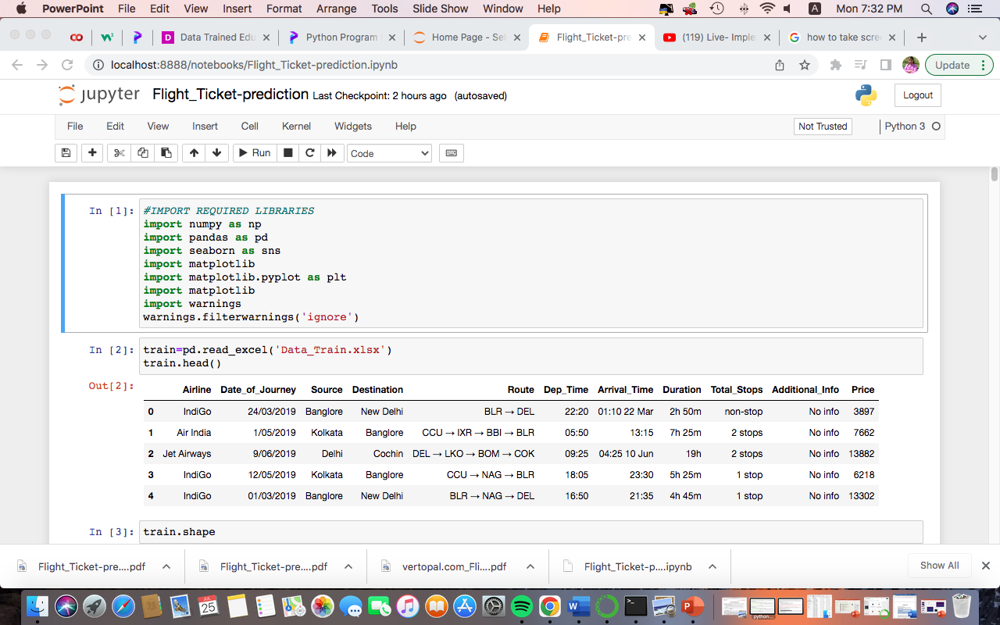 PowerPoint File Edit View Insert Format Arrange Tools Slide Show Window Help A Mon 7:32 PM
Data Trained Edu Python Program Home Page - Sel Flight_Ticket-pre (119) Live- Imple how to take scree
localhost:8888/notebooks/Flight_Ticket-prediction.ipynb Update
jupyter Flight_Ticket-prediction Last Checkpoint: 2 hours ago (autosaved) Logout
File Edit View Insert Cell Kernel Widgets Help Not Trusted Python 3
Run Code
In [1]: #IMPORT REQUIRED LIBRARIES
import numpy as np
import pandas as pd
import seaborn as sns
import matplotlib
import matplotlib.pyplot as plt
import matplotlib
import warnings
warnings.filterwarnings('ignore')
In [2]: train=pd.read_excel('Data_Train.xlsx')
train.head()
Out[2]: Airline Date_of_Journey Source Destination Route Dep_Time Arrival_Time Duration Total_Stops Additional_Info Price
0 IndiGo 24/03/2019 Banglore New Delhi BLR → DEL 22:20 01:10 22 Mar 2h 50m non-stop No info 3897
1 Air India 1/05/2019 Kolkata Banglore CCU → IXR → BBI → BLR 05:50 13:15 7h 25m 2 stops No info 7662
2 Jet Airways 9/06/2019 Delhi Cochin DEL → LKO → BOM → COK 09:25 04:25 10 Jun 19h 2 stops No info 13882
3 IndiGo 12/05/2019 Kolkata Banglore CCU → NAG → BLR 18:05 23:30 5h 25m 1 stop No info 6218
4 IndiGo 01/03/2019 Banglore New Delhi BLR → NAG → DEL 16:50 21:35 4h 45m 1 stop No info 13302
In [3]: train.shape
Flight_Ticket-pre....pdf Flight_Ticket-pre....pdf vertopal.com_Fli....pdf Flight_Ticket-p....ipynb Show All
JUL 25